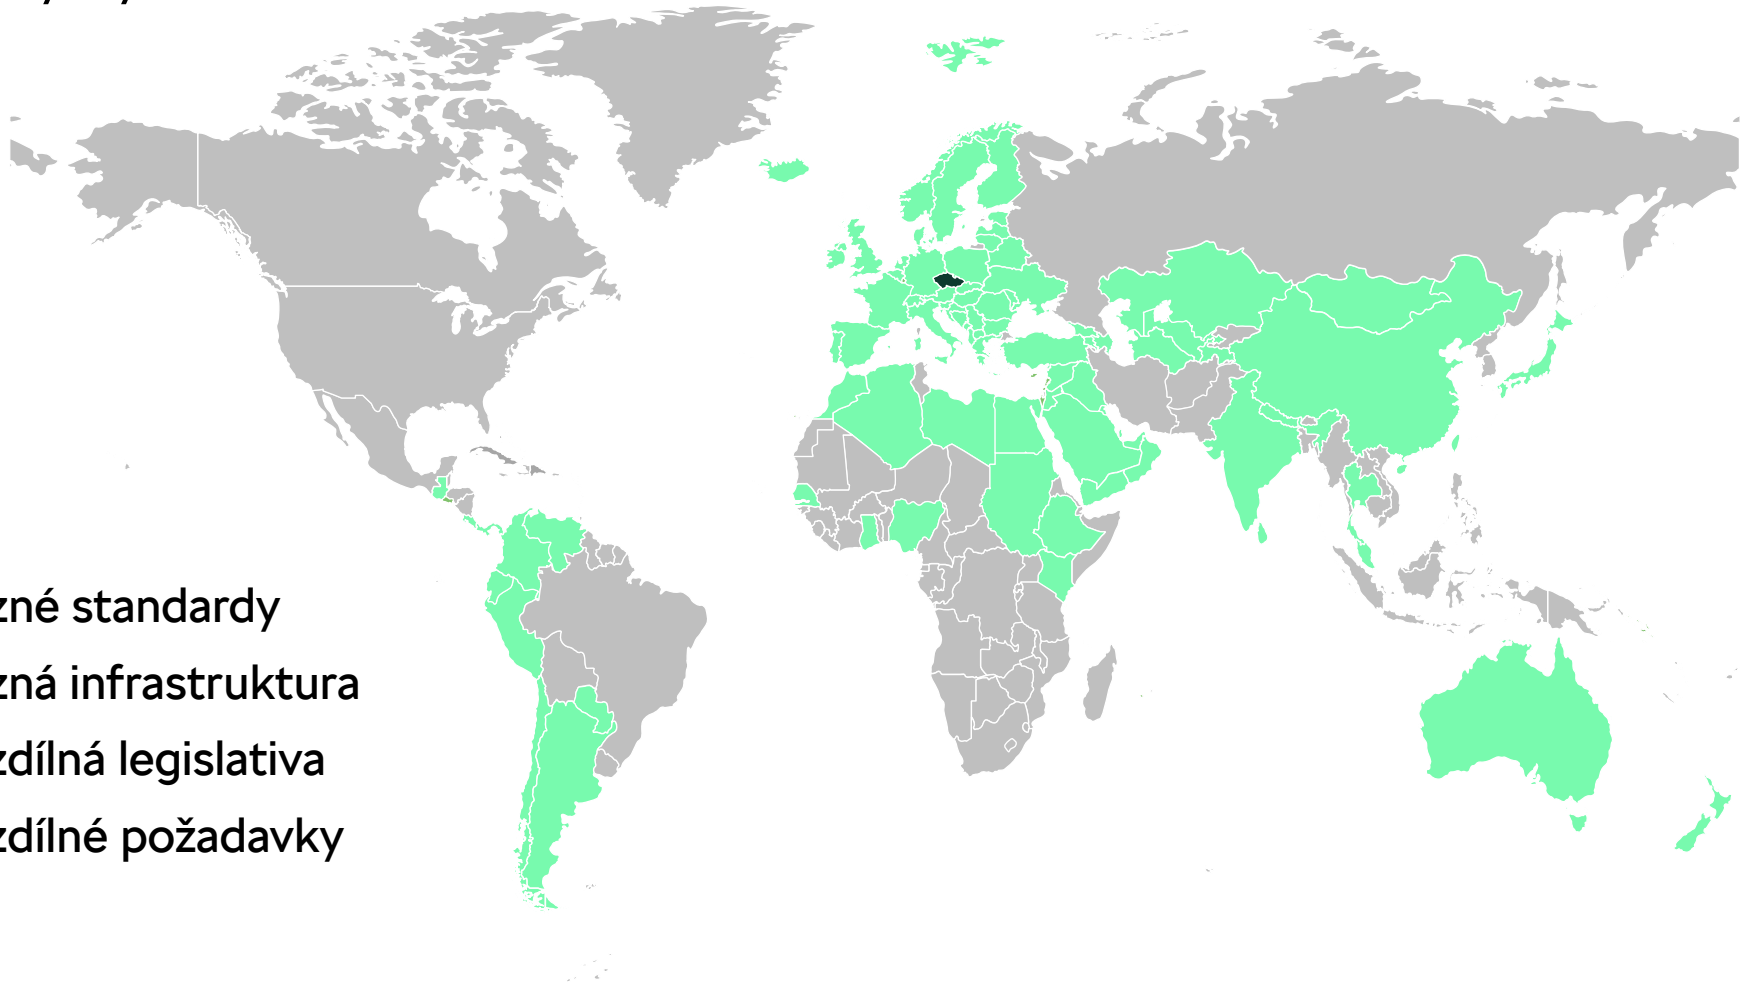 zné standardy
zná infrastruktura
zdílná legislativa
zdílné požadavky